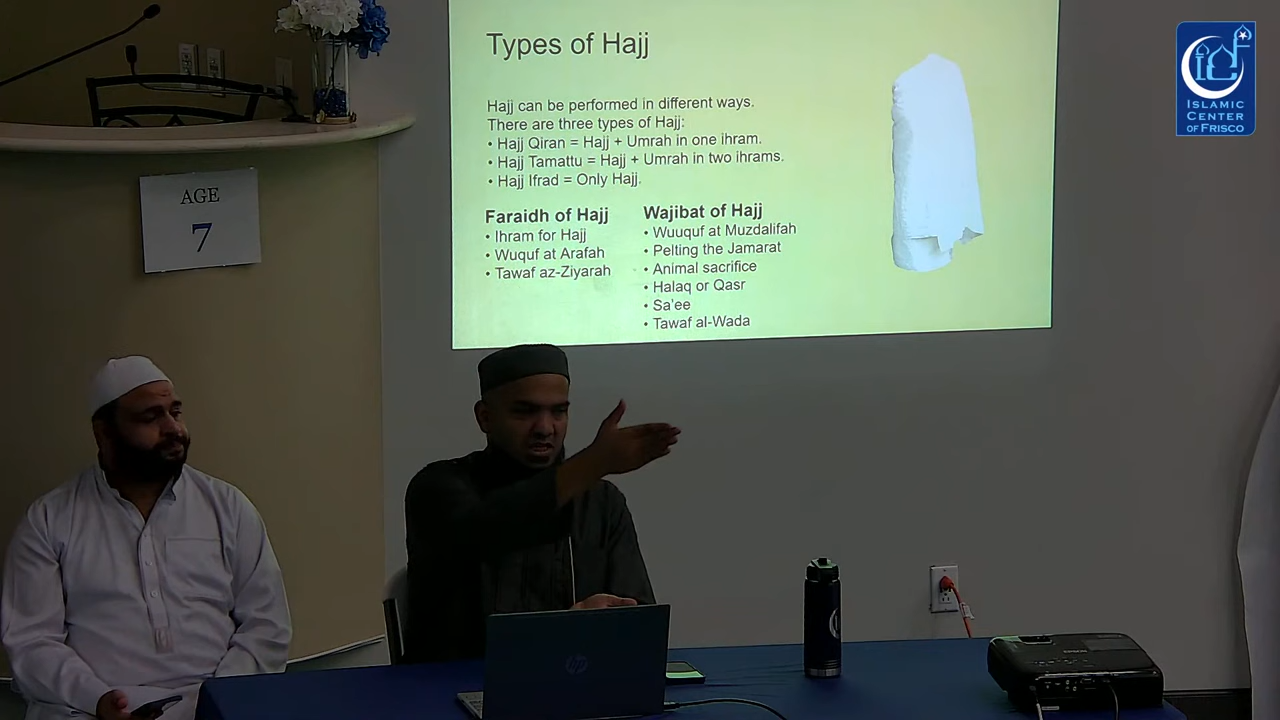 Types of Hajj
Hajj can be performed in different ways.
There are three types of Hajj:
• Hajj Qiran = Hajj + Umrah in one ihram.
• Hajj Tamattu = Hajj + Umrah in two ihrams.
• Hajj Ifrad = Only Hajj.
Faraidh of Hajj
• Ihram for Hajj
• Wuquf at Arafah
• Tawaf az-Ziyarah
Wajibat of Hajj
• Wuuquf at Muzdalifah
• Pelting the Jamarat
• Animal sacrifice
• Halaq or Qasr
• Sa'ee
• Tawaf al-Wada
ICF
ISLAMIC
CENTER
OF FRISCO
AGE
7
hp
EPSON